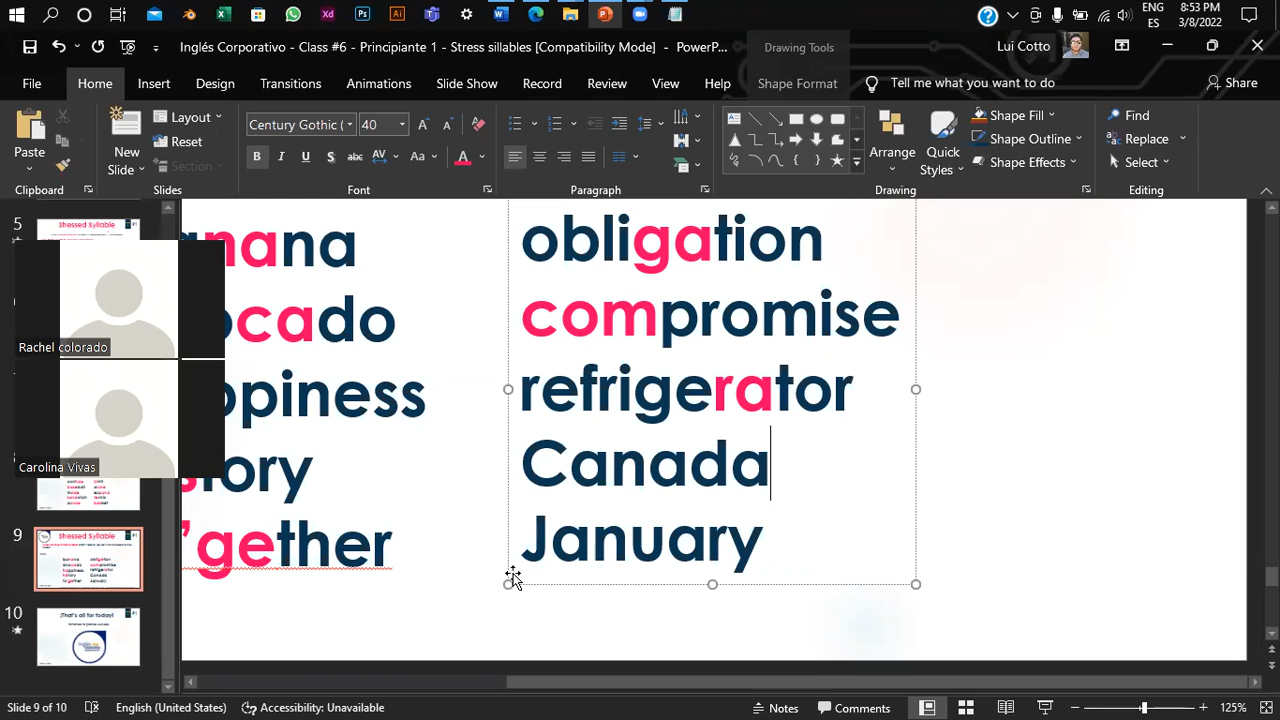 ENG
ES
8:53 PM
3/8/2022
Inglés Corporativo - Class #6 - Principiante 1 - Stress sillables [Compatibility Mode] - PowerP...
Drawing Tools
Lui Cotto
File
Home
Insert
Design
Transitions
Animations
Slide Show
Record
Review
View
Help
Shape Format
Tell me what you want to do
Share
Paste
New
Slide
Layout
Reset
Section
Century Gothic (
40
Arrange
Quick
Styles
Shape Fill
Shape Outline
Shape Effects
Find
Replace
Select
Clipboard
Slides
Font
Paragraph
Drawing
Editing
5
Stressed Syllable
Rachel colorado
Carolina Vivas
9
Stressed Syllable
10
¡That's all for today!
nana
cado
ppiness
story
'gether
obligation
compromise
refrigerator
Canada
January
Slide 9 of 10
English (United States)
Accessibility: Unavailable
Notes
Comments
125%